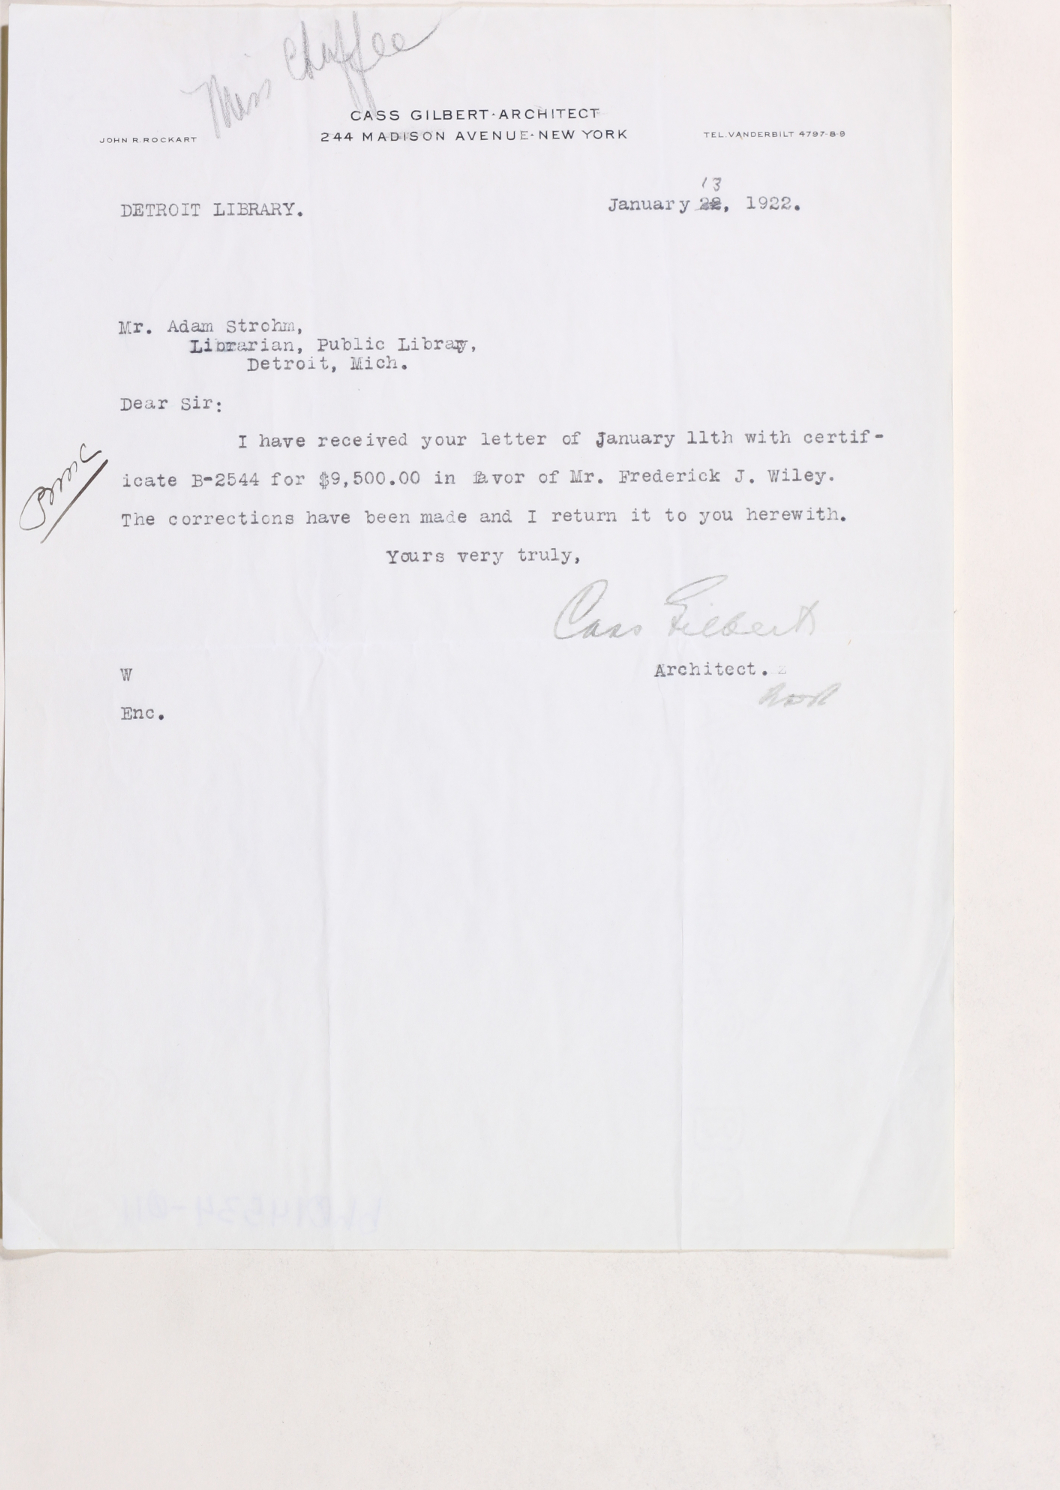 Miss Chaffee
CASS GILBERT·ARCHITECT
244 MADISON AVENUE·NEW YORK
JOHN R. ROCKART
TEL. VANDERBILT 4797-8-9
13
DETROIT LIBRARY.
January 22, 1922.
Mr. Adam Strohm,
Librarian, Public Library,
Detroit, Mich.
Dear Sir:
I have received your letter of January 11th with certif-
icate B-2544 for $9,500.00 in favor of Mr. Frederick J. Wiley.
The corrections have been made and I return it to you herewith.
Yours very truly,
Cass Gilbert
W
Architect.
Enc.